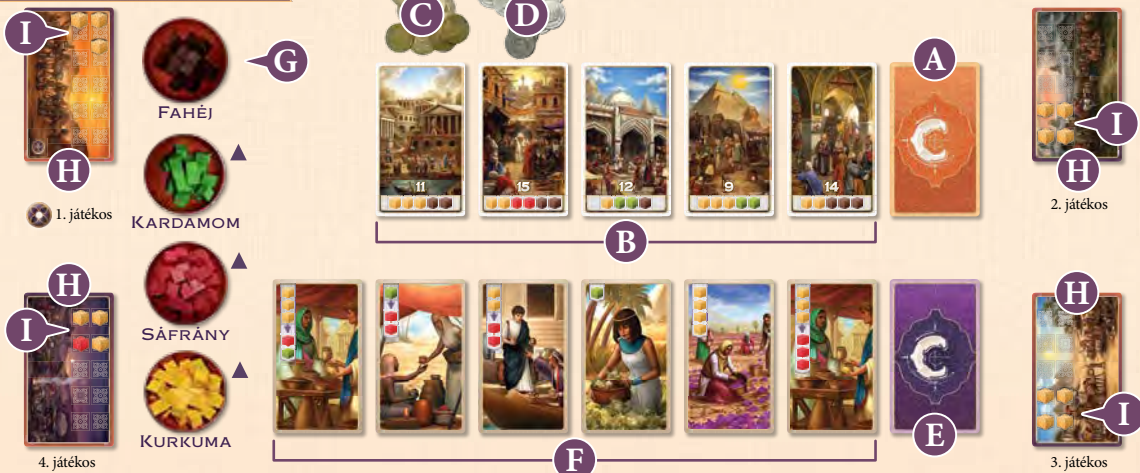 I
FAHÉJ
G
C
D
A
I
H
1. játékos
KARDAMOM
11
15
12
9
14
B
C
H
2. játékos
H
I
SÁFRÁNY
KURKUMA
4. játékos
F
C
E
H
I
3. játékos